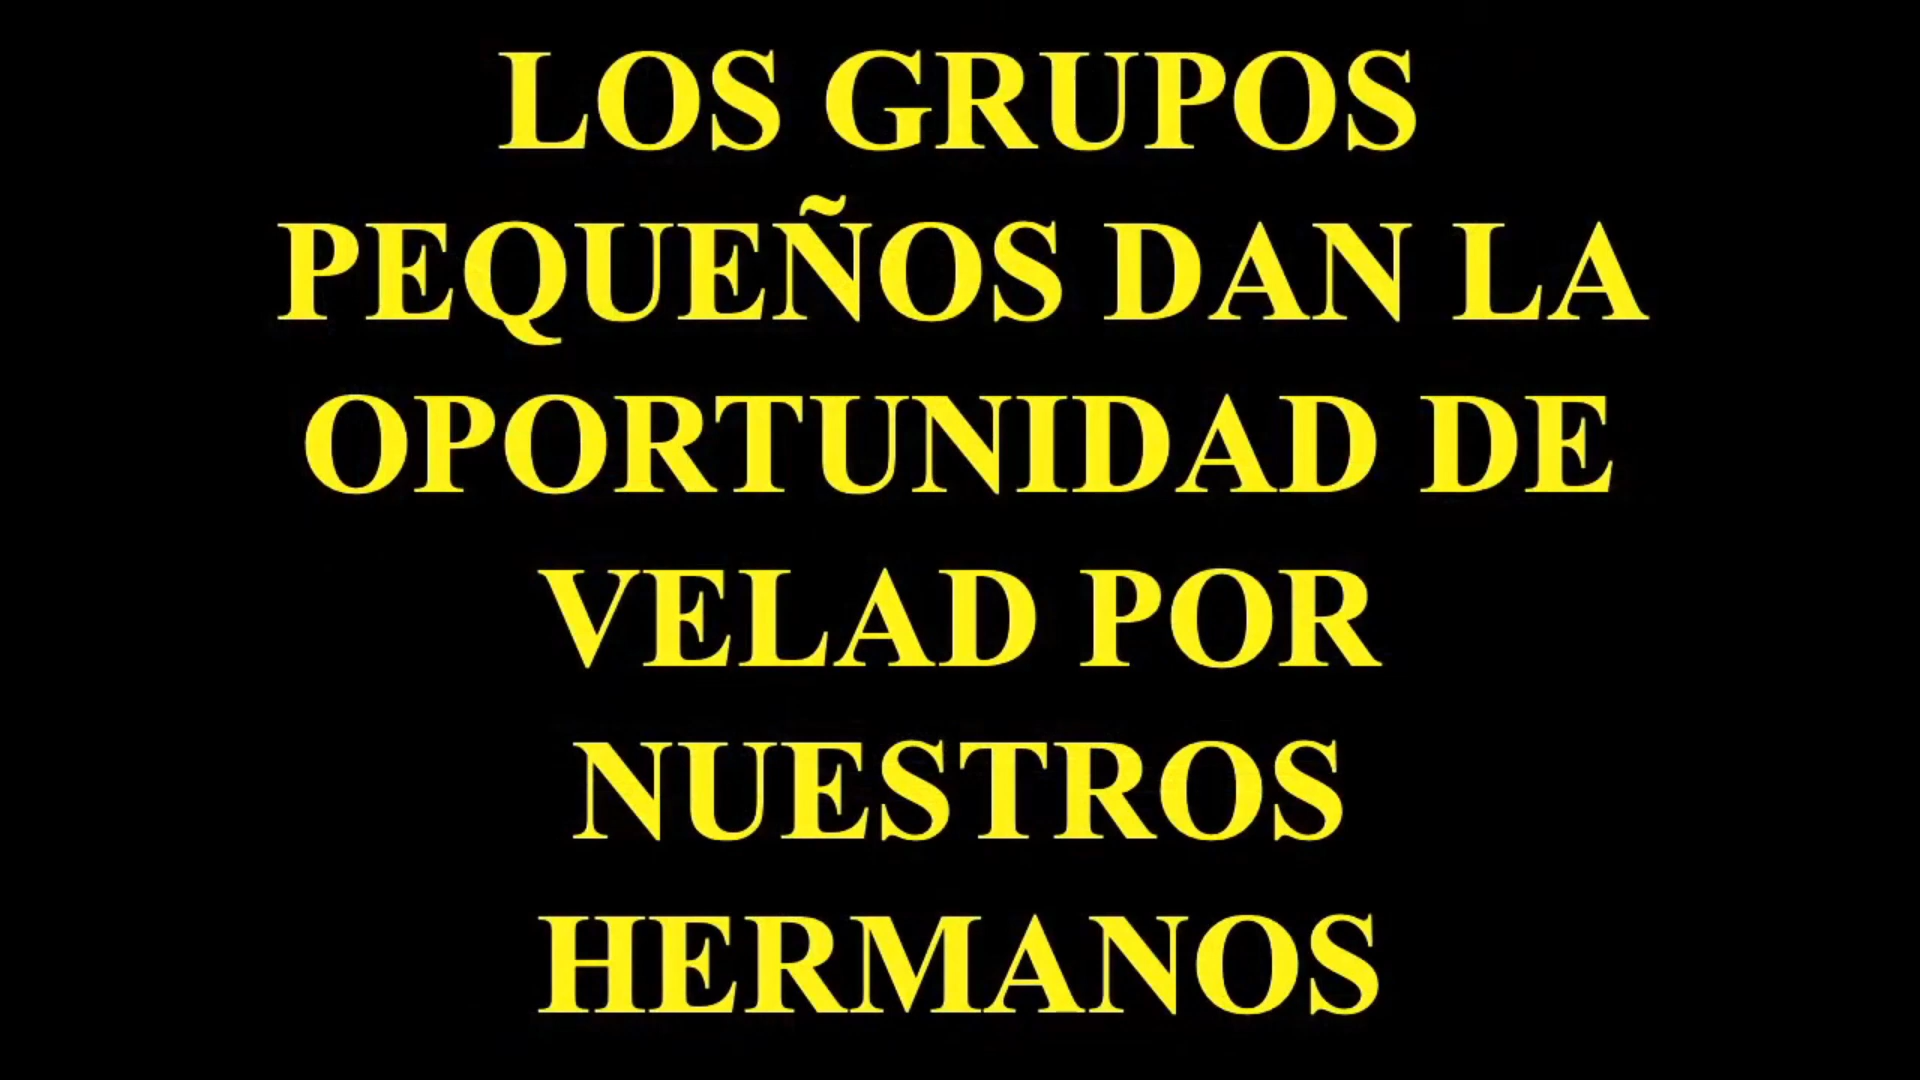 LOS GRUPOS
PEQUEÑOS DAN LA
OPORTUNIDAD DE
VELAD POR
NUESTROS
HERMANOS